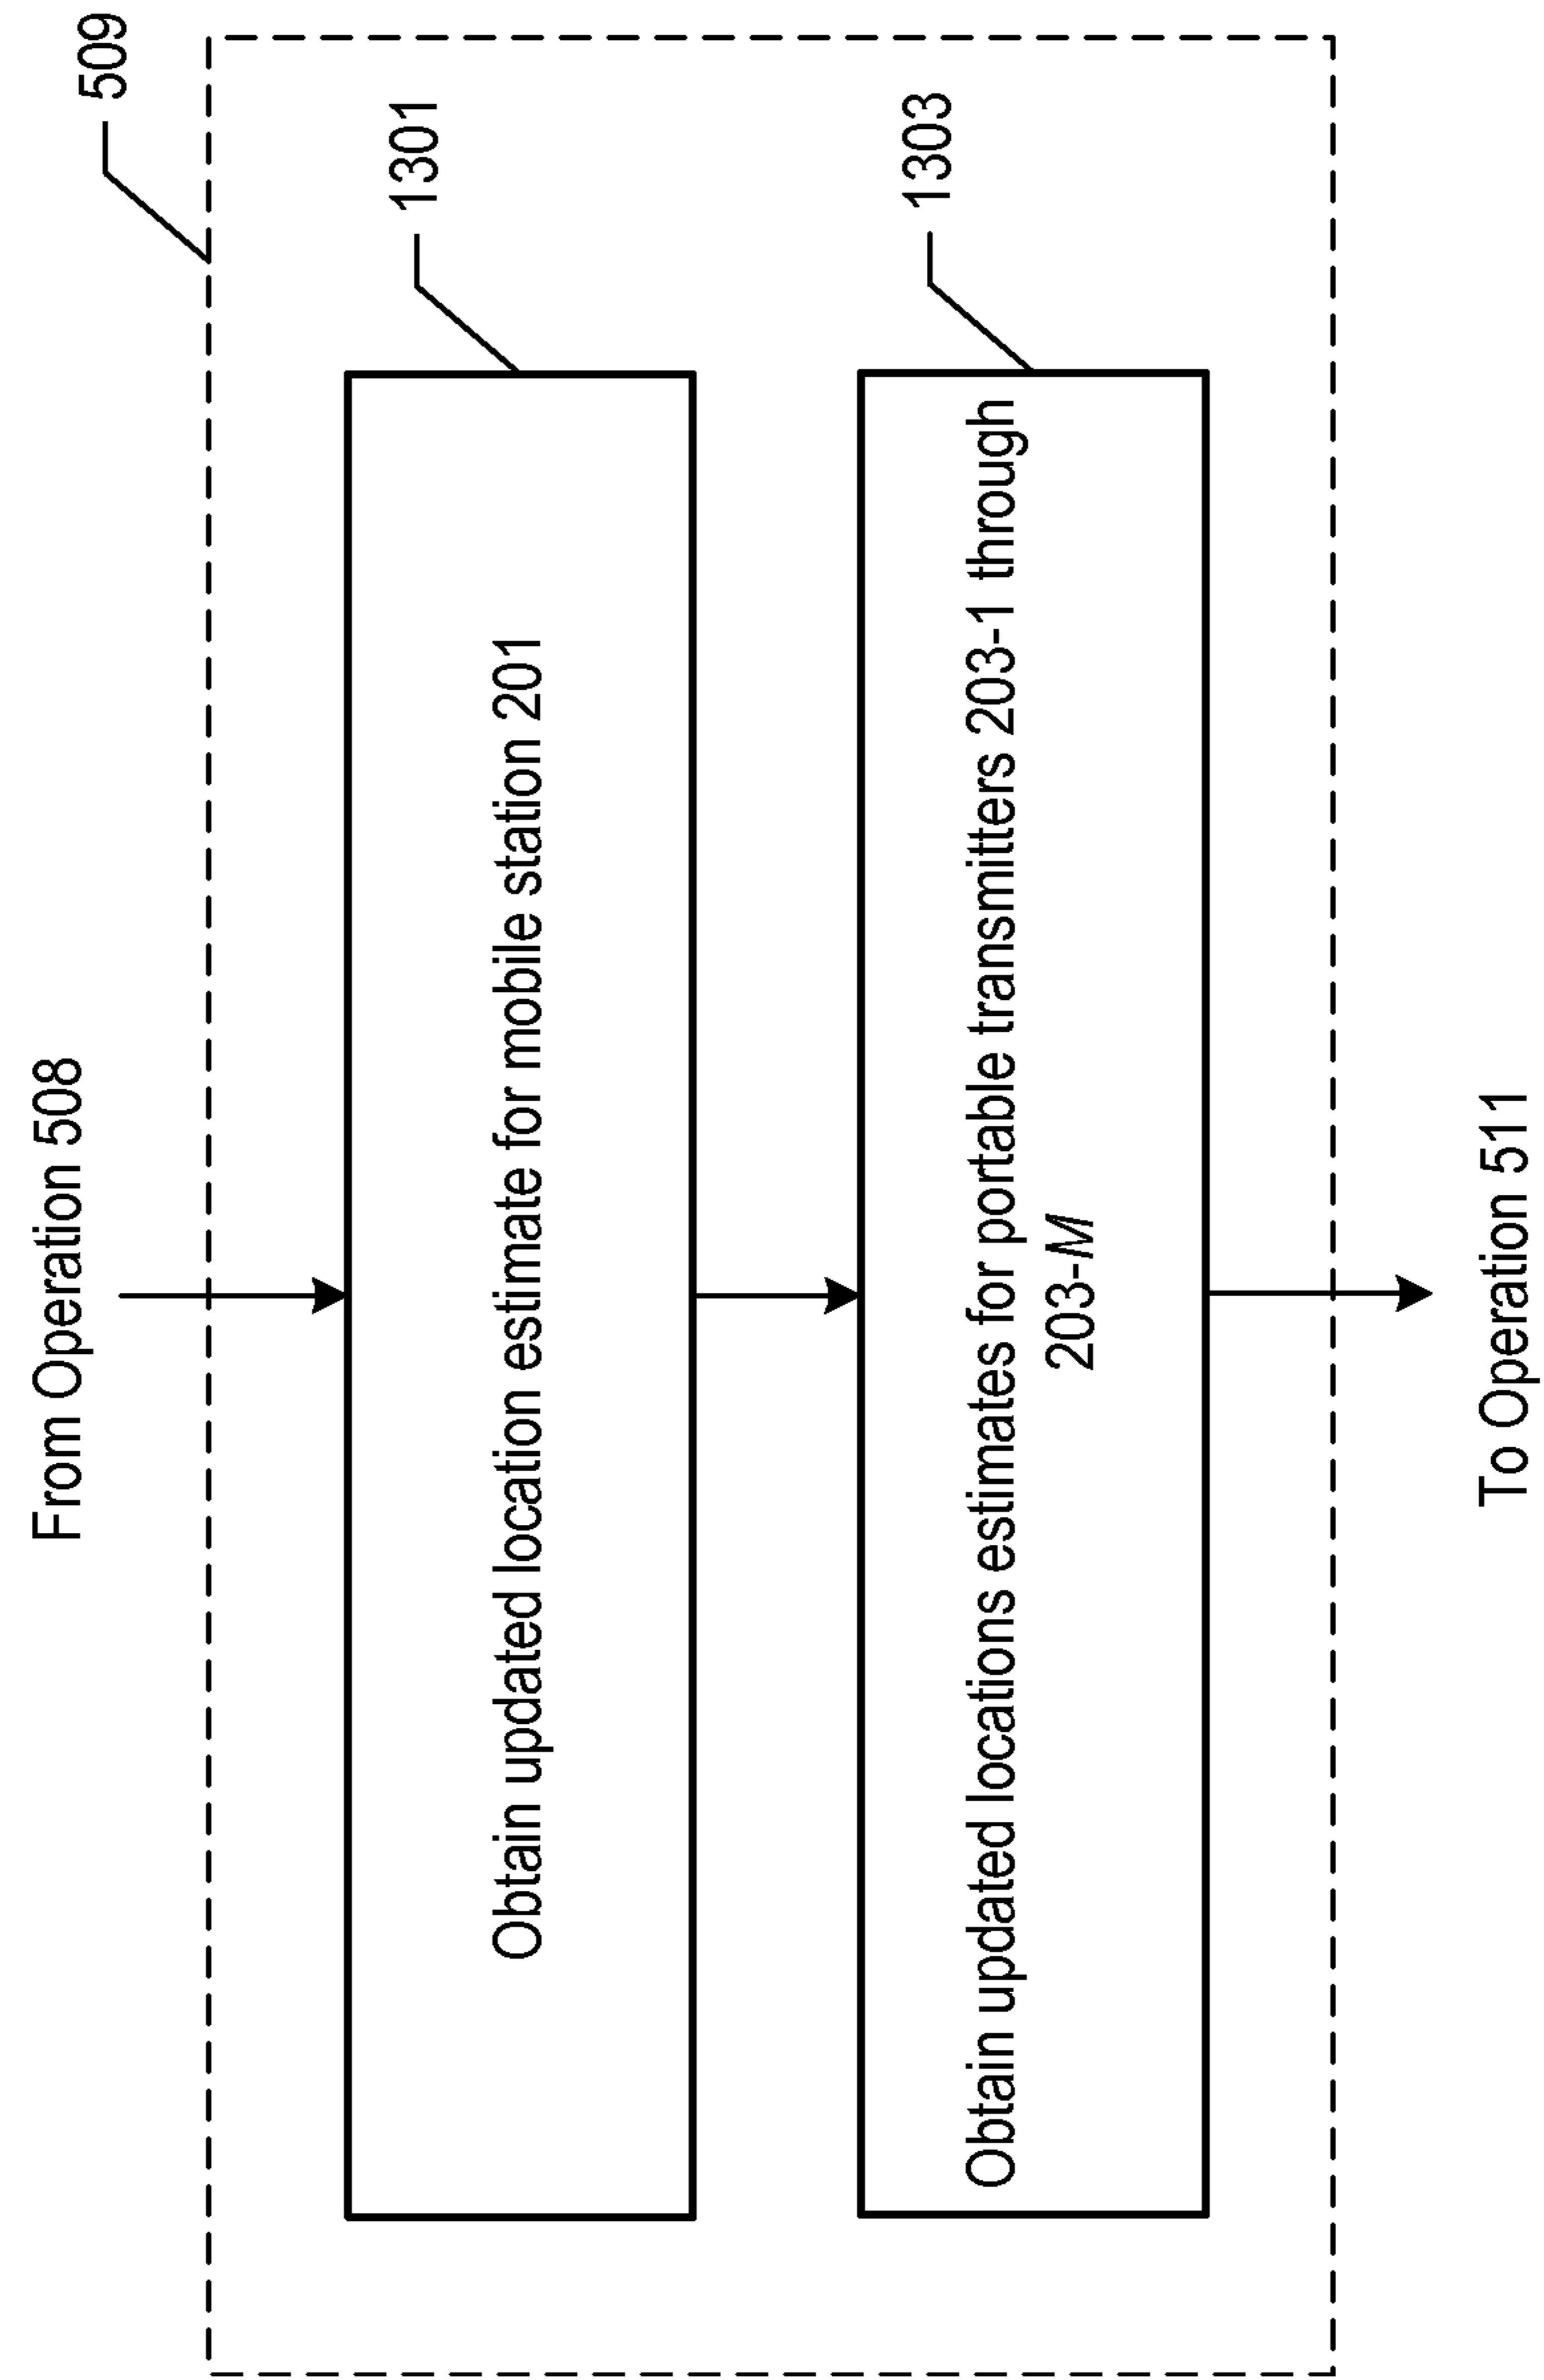 From Operation 508
509
1301
Obtain updated location estimate for mobile station 201
1303
Obtain updated locations estimates for portable transmitters 203-1 through
203-M
To Operation 511